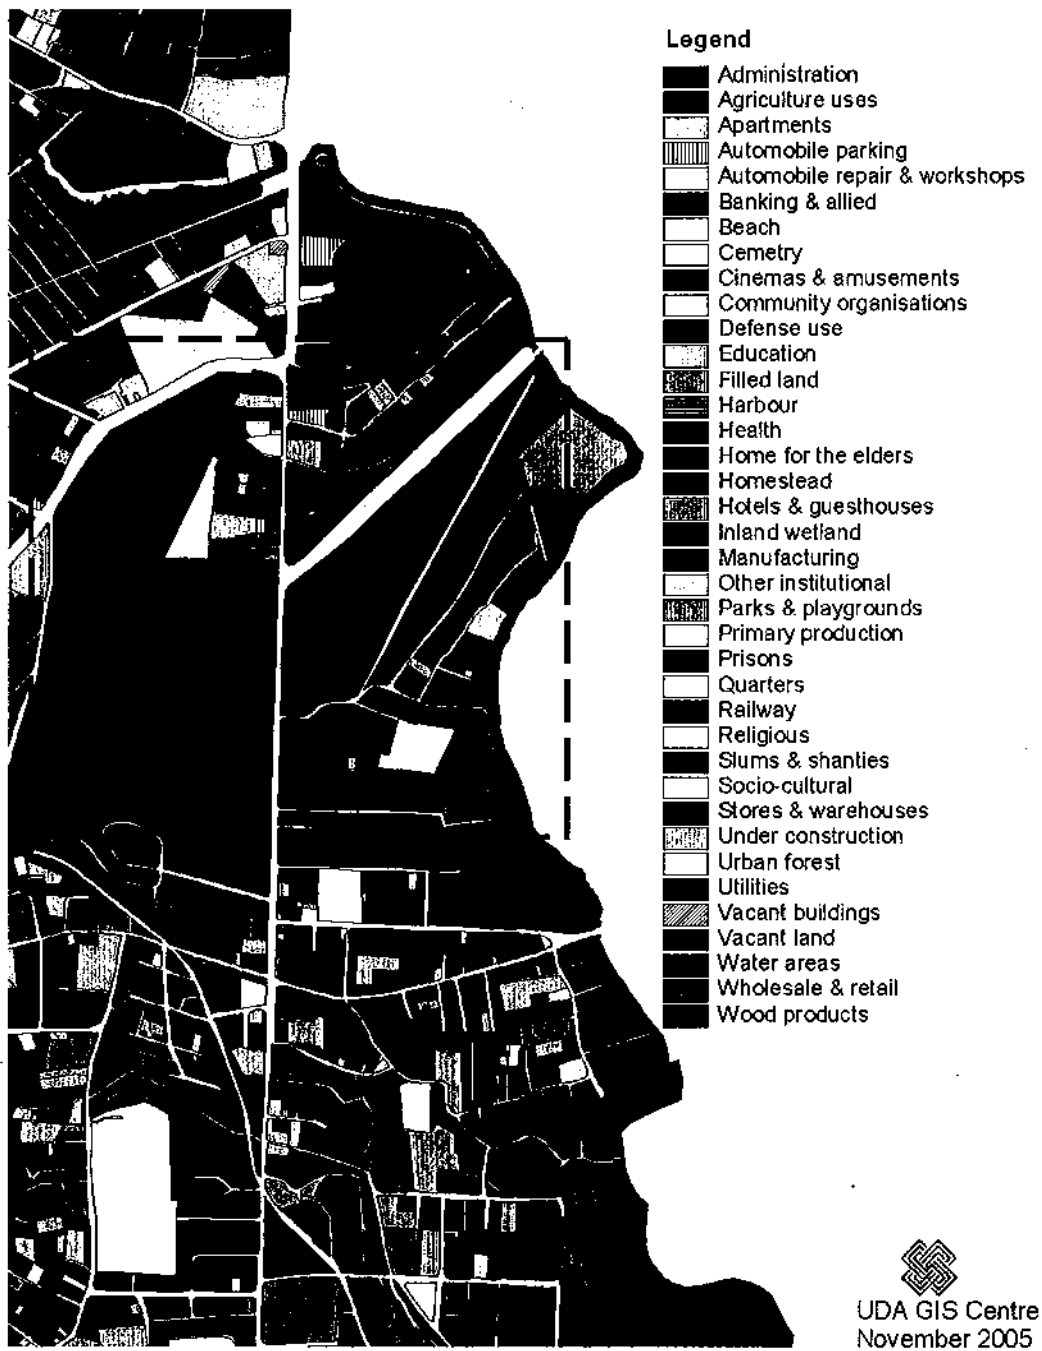 Legend
Administration
Agriculture uses
Apartments
Automobile parking
Automobile repair & workshops
Banking & allied
Beach
Cemetry
Cinemas & amusements
Community organisations
Defense use
Education
Filled land
Harbour
Health
Home for the elders
Homestead
Hotels & guesthouses
Inland wetland
Manufacturing
Other institutional
Parks & playgrounds
Primary production
Prisons
Quarters
Railway
Religious
Slums & shanties
Socio-cultural
Stores & warehouses
Under construction
Urban forest
Utilities
Vacant buildings
Vacant land
Water areas
Wholesale & retail
Wood products
UDA GIS Centre
November 2005